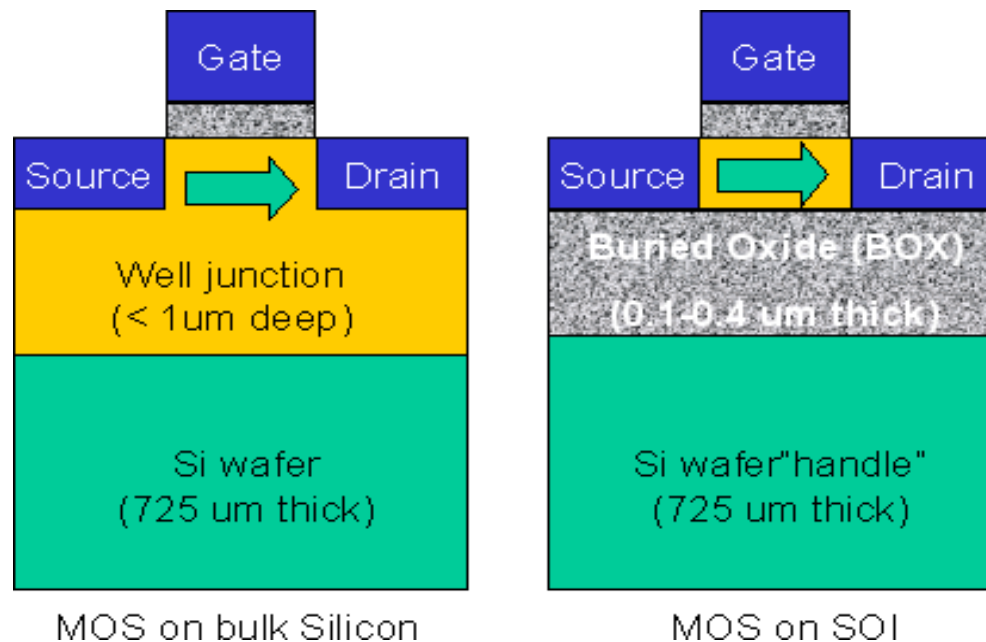 Gate
Source
Drain
Well junction
(< 1um deep)
Si wafer
(725 um thick)
MOS on bulk Silicon
Gate
Source
Drain
Buried Oxide (BOX)
(0.1-0.4 um thick)
Si wafer"handle"
(725 um thick)
MOS on SOI